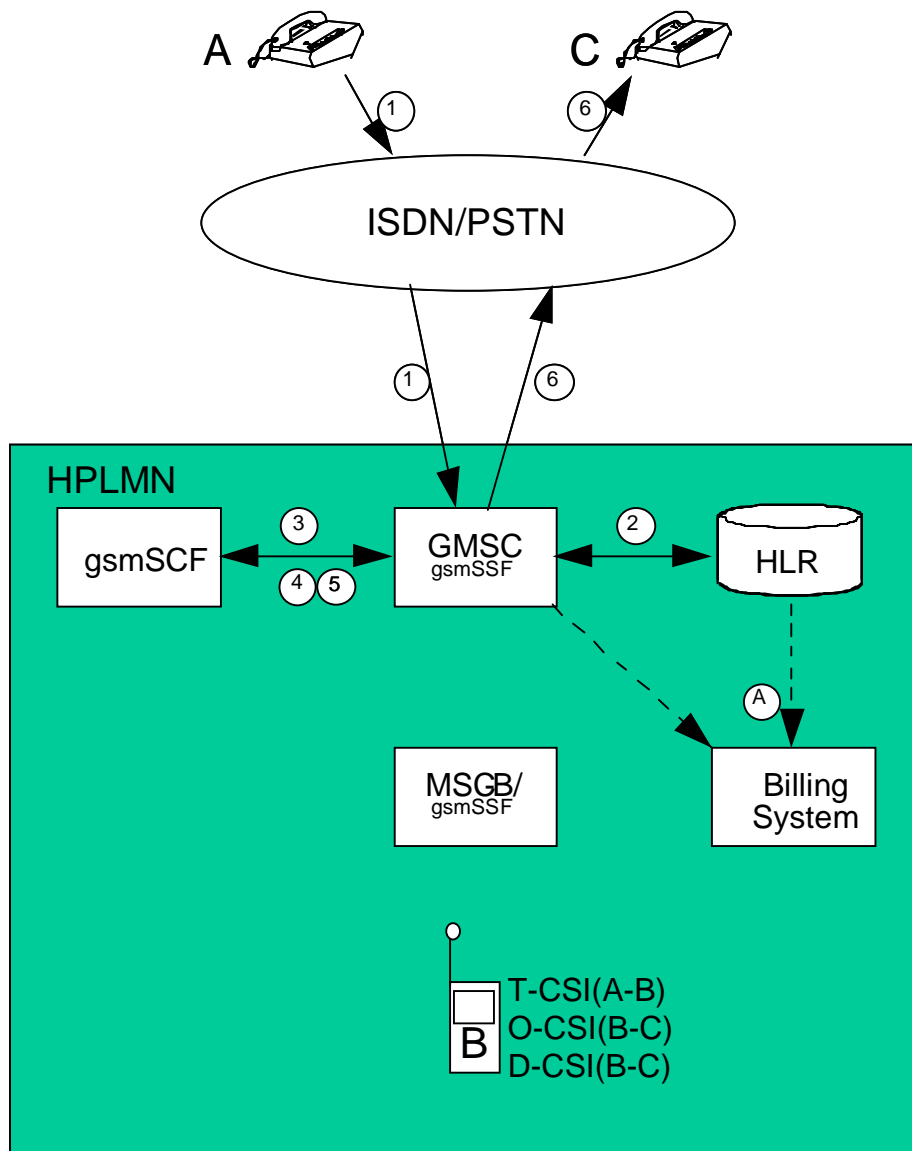 A
C
1
6
ISDN/PSTN
1
6
HPLMN
gsmSCF
3
4
5
GMSC
gsmSSF
2
HLR
A
MSCB/
gsmSSF
Billing
System
B
T-CSI(A-B)
O-CSI(B-C)
D-CSI(B-C)